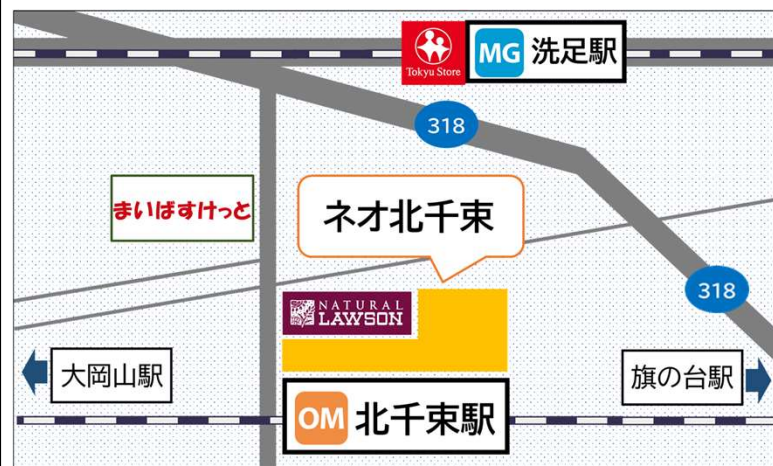 Tokyu Store
MG 洗足駅
318
まいばすけっと
ネオ北千束
318
NATURAL
LAWSON
大岡山駅
旗の台駅
OM 北千束駅